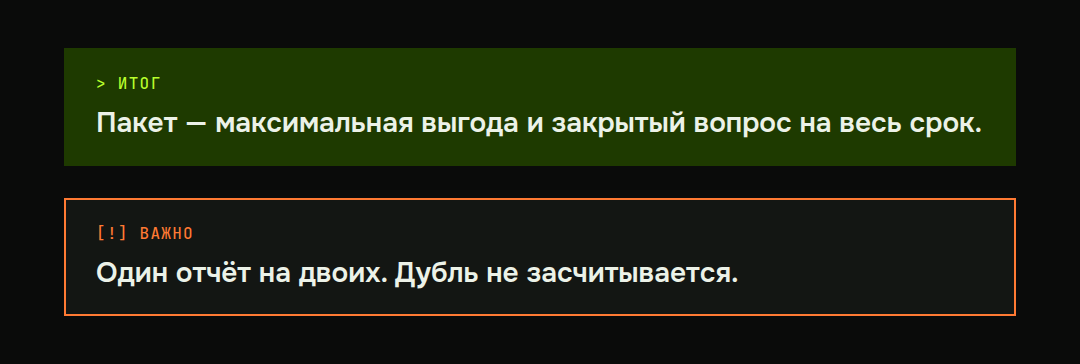 > ИТОГ
Пакет — максимальная выгода и закрытый вопрос на весь срок.
[!] ВАЖНО
Один отчёт на двоих. Дубль не засчитывается.